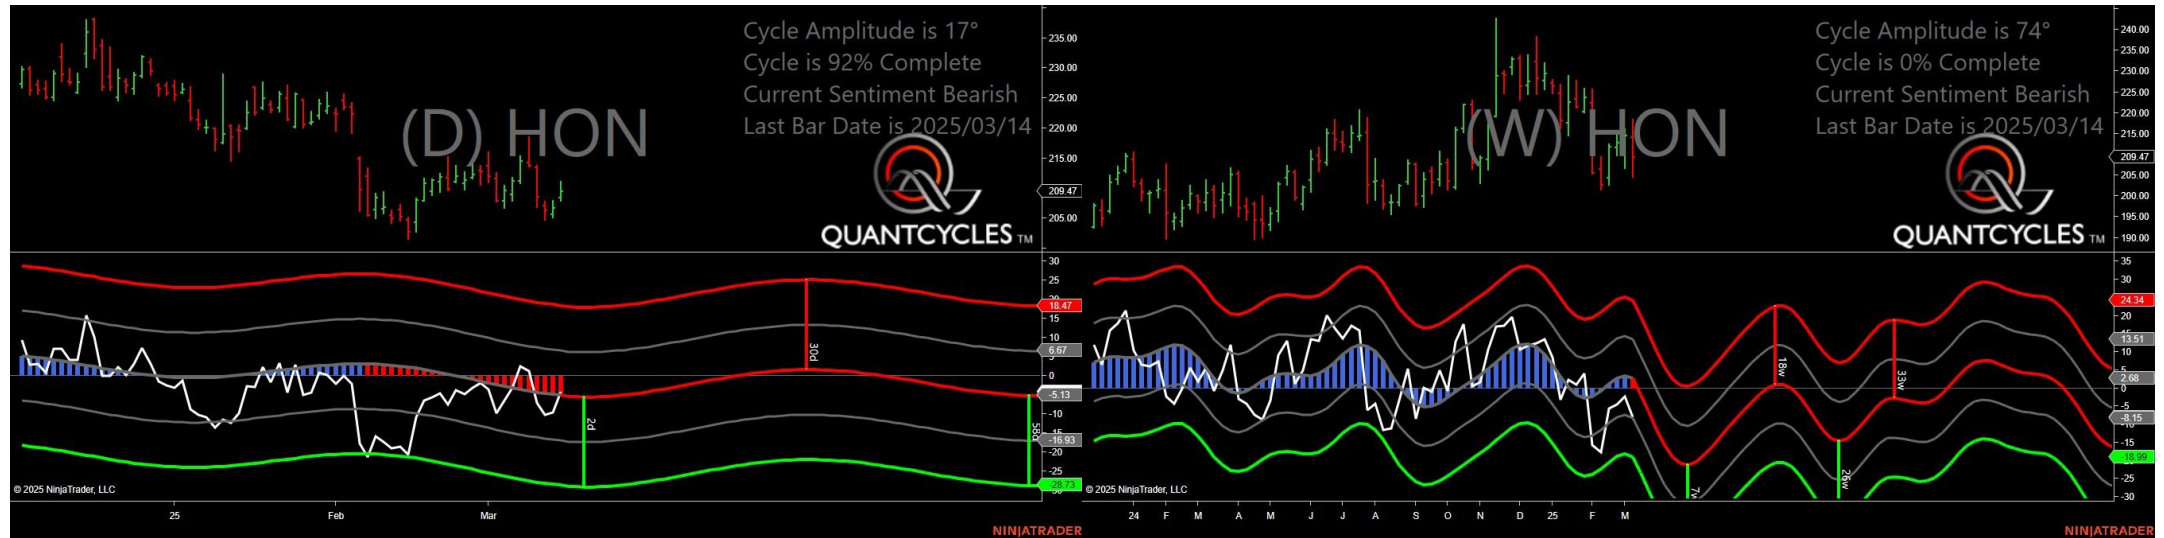 Cycle Amplitude is 17°
Cycle is 92% Complete
Current Sentiment Bearish
Last Bar Date is 2025/03/14
(D) HON
QUANTCYCLES TM
235.00
230.00
225.00
220.00
215.00
209.47
205.00
30
25
18.47
15
10
6.67
0
-5.13
-10
-16.93
-20
-25
-28.73
30d
2d
58d
© 2025 NinjaTrader, LLC
25
Feb
Mar
NINJATRADER
Cycle Amplitude is 74°
Cycle is 0% Complete
Current Sentiment Bearish
Last Bar Date is 2025/03/14
(W) HON
QUANTCYCLES TM
240.00
235.00
230.00
225.00
220.00
215.00
209.47
205.00
200.00
195.00
190.00
35
30
24.34
20
13.51
10
5
2.68
0
-5
-8.15
-10
-15
-18.99
-25
-30
18w
33w
7w
26w
© 2025 NinjaTrader, LLC
24 F M A M J J A S O N D 25 F M
NINJATRADER